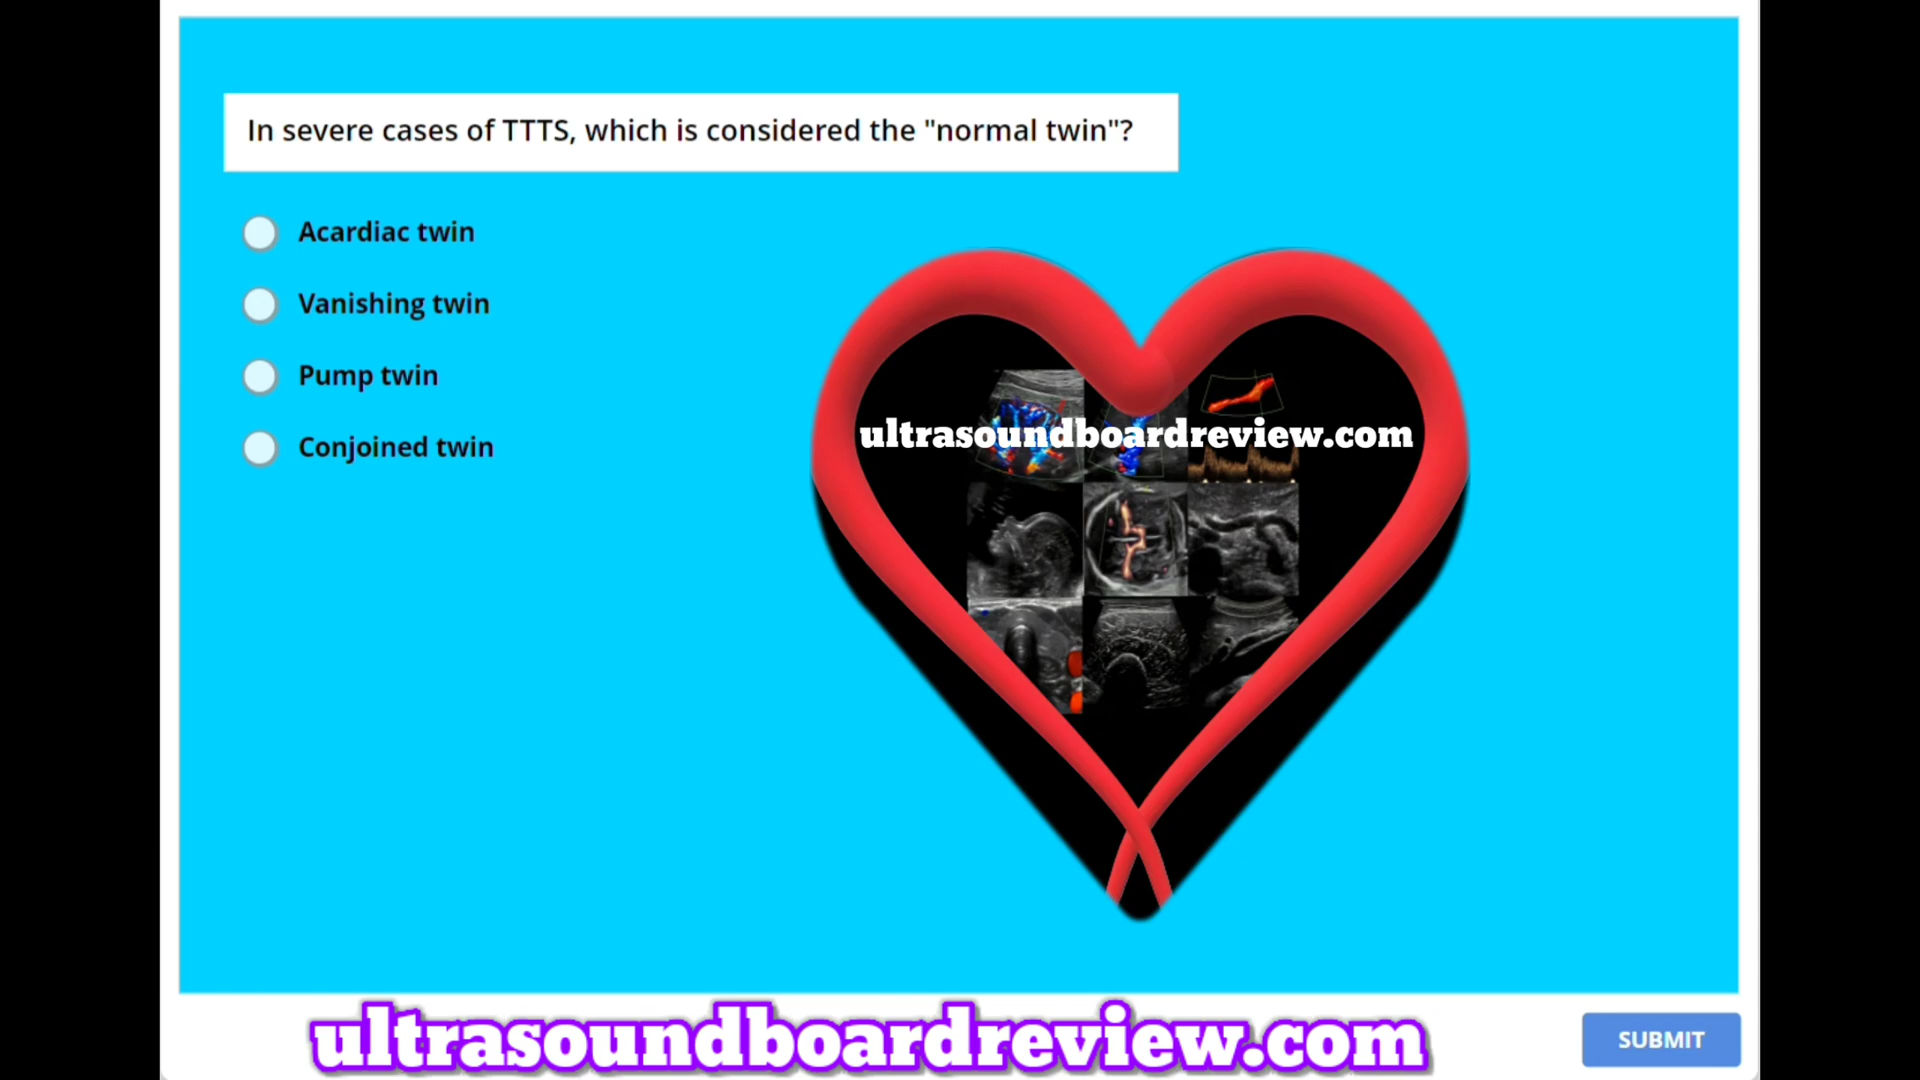 In severe cases of TTTS, which is considered the "normal twin"?
Acardiac twin
Vanishing twin
Pump twin
Conjoined twin
ultrasoundboardreview.com
ultrasoundboardreview.com
SUBMIT